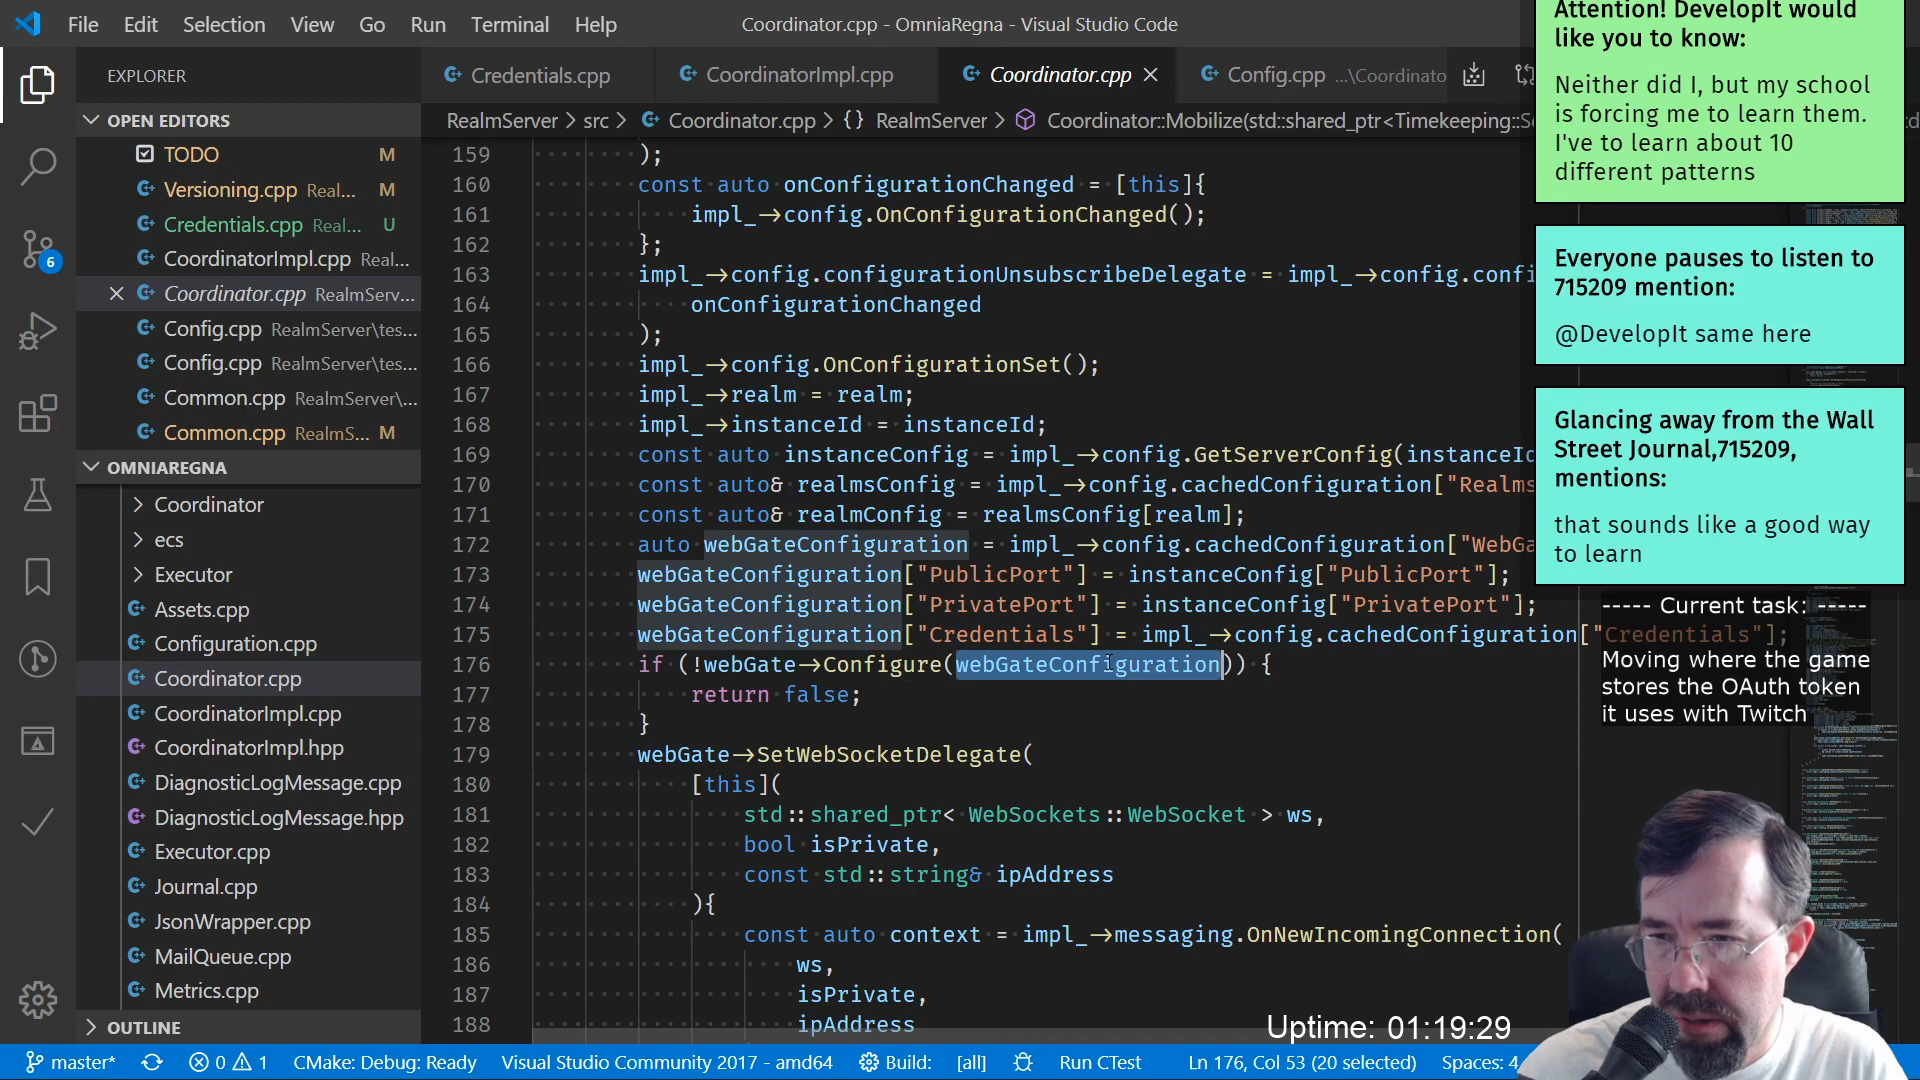 File Edit Selection View Go Run Terminal Help
Coordinator.cpp - OmniaRegna - Visual Studio Code
EXPLORER
OPEN EDITORS
TODO M
Versioning.cpp Real... M
Credentials.cpp Real... U
CoordinatorImpl.cpp Real...
Coordinator.cpp RealmServ...
Config.cpp RealmServer\tes...
Config.cpp RealmServer\tes...
Common.cpp RealmServer\...
Common.cpp RealmS... M
OMNIAREGNA
Coordinator
ecs
Executor
Assets.cpp
Configuration.cpp
Coordinator.cpp
CoordinatorImpl.cpp
CoordinatorImpl.hpp
DiagnosticLogMessage.cpp
DiagnosticLogMessage.hpp
Executor.cpp
Journal.cpp
JsonWrapper.cpp
MailQueue.cpp
Metrics.cpp
OUTLINE
6
Credentials.cpp CoordinatorImpl.cpp Coordinator.cpp Config.cpp ...\Coordinato
RealmServer > src > Coordinator.cpp > {} RealmServer > Coordinator::Mobilize(std::shared_ptr<Timekeeping::Sc
159 );
160 const auto onConfigurationChanged = [this]{
161 impl_->config.OnConfigurationChanged();
162 };
163 impl_->config.configurationUnsubscribeDelegate = impl_->config.confi
164 onConfigurationChanged
165 );
166 impl_->config.OnConfigurationSet();
167 impl_->realm = realm;
168 impl_->instanceId = instanceId;
169 const auto instanceConfig = impl_->config.GetServerConfig(instanceId
170 const auto& realmsConfig = impl_->config.cachedConfiguration["Realms
171 const auto& realmConfig = realmsConfig[realm];
172 auto webGateConfiguration = impl_->config.cachedConfiguration["WebGa
173 webGateConfiguration["PublicPort"] = instanceConfig["PublicPort"];
174 webGateConfiguration["PrivatePort"] = instanceConfig["PrivatePort"];
175 webGateConfiguration["Credentials"] = impl_->config.cachedConfiguration["Credentials"];
176 if (!webGate->Configure(webGateConfiguration)) {
177 return false;
178 }
179 webGate->SetWebSocketDelegate(
180 [this](
181 std::shared_ptr< WebSockets::WebSocket > ws,
182 bool isPrivate,
183 const std::string& ipAddress
184 ){
185 const auto context = impl_->messaging.OnNewIncomingConnection(
186 ws,
187 isPrivate,
188 ipAddress
Attention! DevelopIt would
like you to know:
Neither did I, but my school
is forcing me to learn them.
I've to learn about 10
different patterns
Everyone pauses to listen to
715209 mention:
@DevelopIt same here
Glancing away from the Wall
Street Journal,715209,
mentions:
that sounds like a good way
to learn
----- Current task: -----
Moving where the game
stores the OAuth token
it uses with Twitch
Uptime: 01:19:29
master* 0 1 CMake: Debug: Ready Visual Studio Community 2017 - amd64 Build: [all] Run CTest Ln 176, Col 53 (20 selected) Spaces: 4